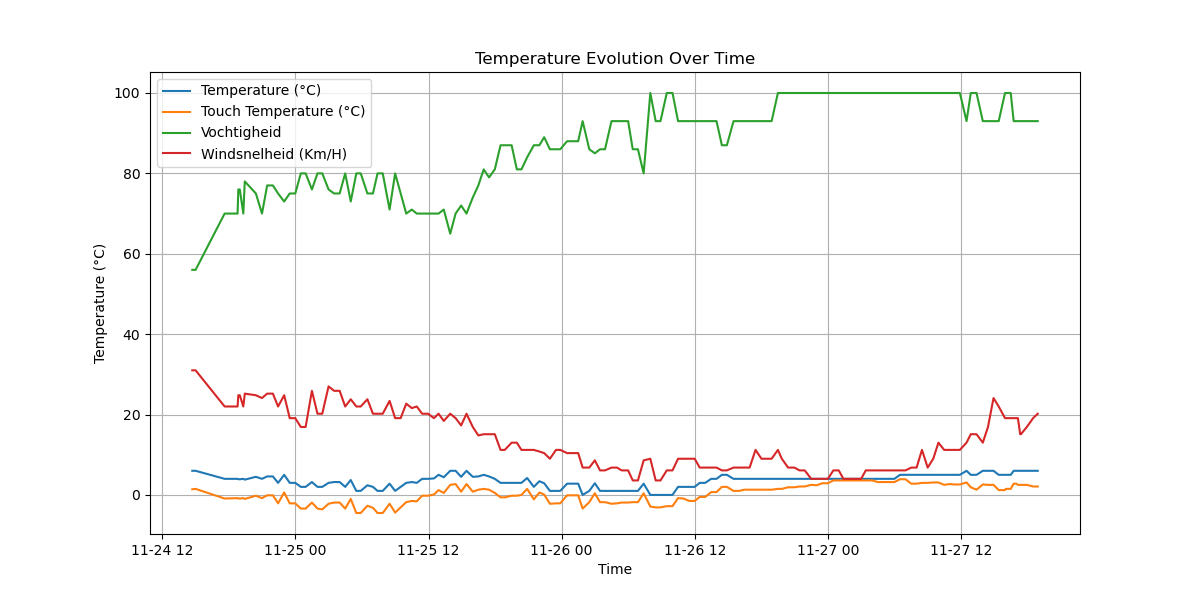 Temperature Evolution Over Time
Temperature (°C)
Touch Temperature (°C)
Vochtigheid
Windsnelheid (Km/H)
100
80
60
40
20
0
Temperature (°C)
11-24 12
11-25 00
11-25 12
11-26 00
11-26 12
11-27 00
11-27 12
Time